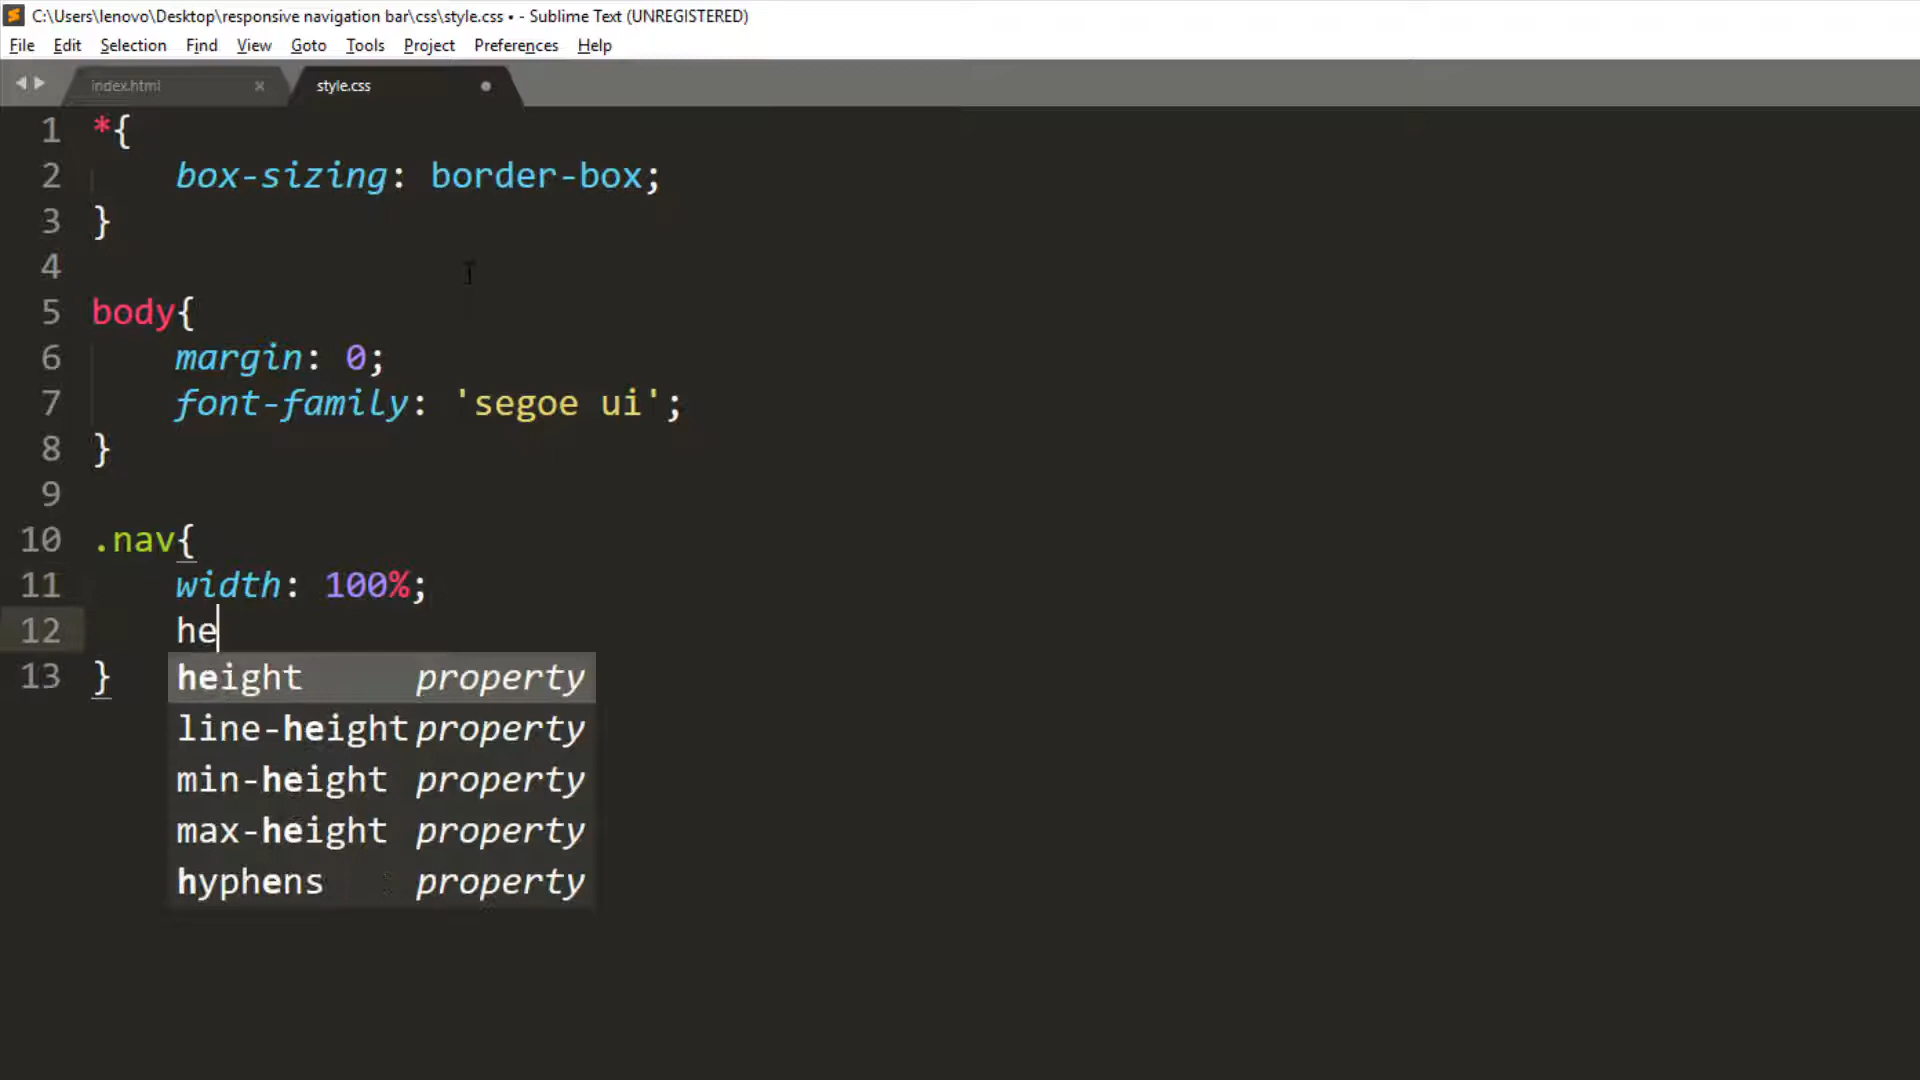 C:\Users\lenovo\Desktop\responsive navigation bar\css\style.css • - Sublime Text (UNREGISTERED)
File Edit Selection Find View Goto Tools Project Preferences Help
index.html × style.css
1 *{
2 box-sizing: border-box;
3 }
4
5 body{
6 margin: 0;
7 font-family: 'segoe ui';
8 }
9
10 .nav{
11 width: 100%;
12 he
13 }
height property
line-height property
min-height property
max-height property
hyphens property